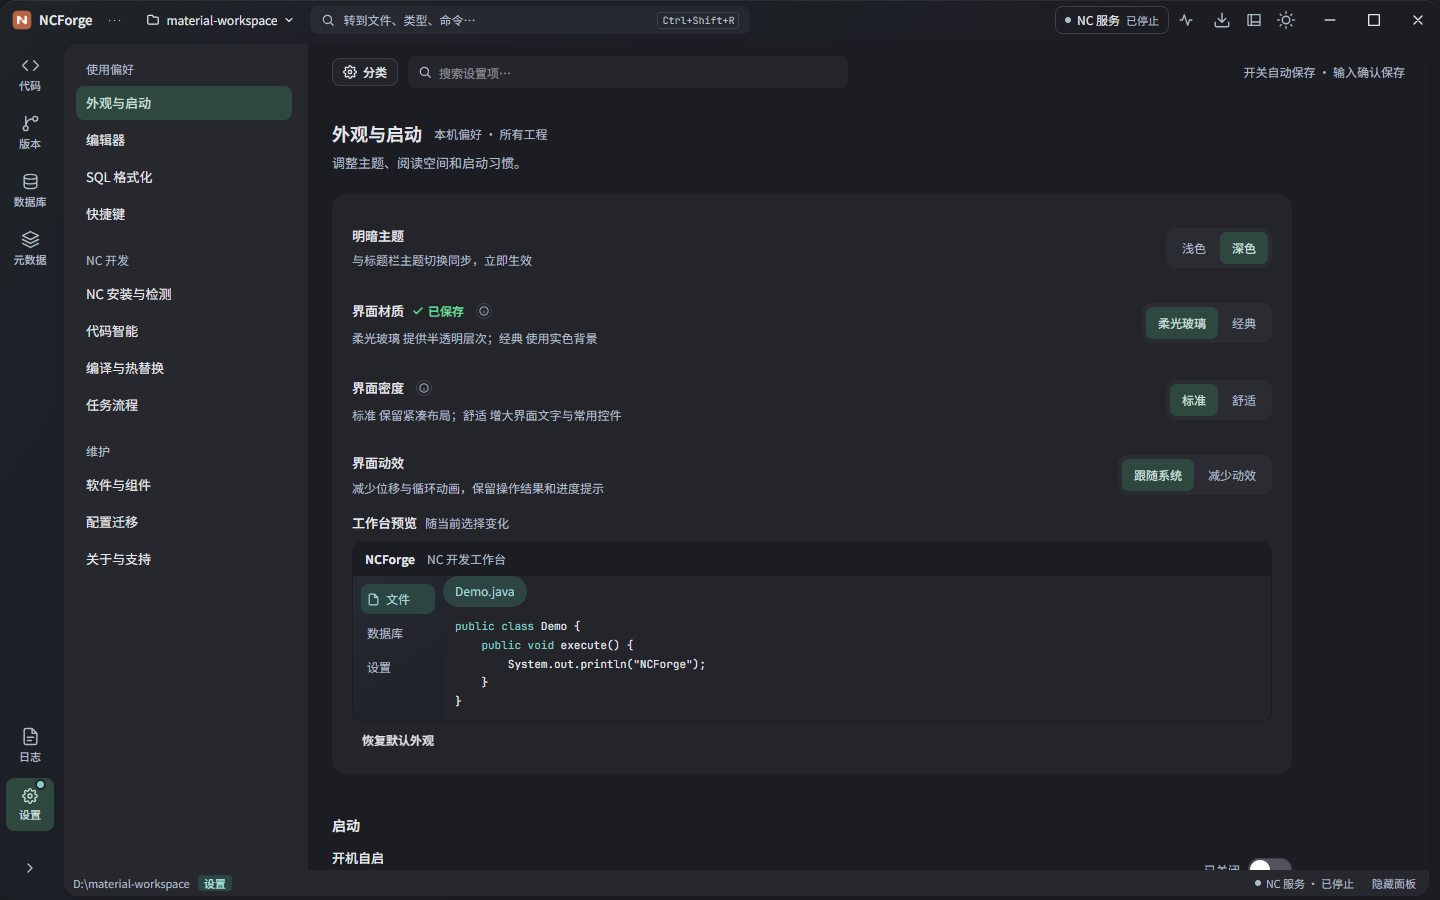 NCForge
material-workspace
转到文件、类型、命令···
Ctrl+Shift+R
NC 服务 已停止
代码
版本
数据库
元数据
日志
设置
使用偏好
外观与启动
编辑器
SQL 格式化
快捷键
NC 开发
NC 安装与检测
代码智能
编译与热替换
任务流程
维护
软件与组件
配置迁移
关于与支持
分类
搜索设置项···
开关自动保存 • 输入确认保存
外观与启动 本机偏好 • 所有工程
调整主题、阅读空间和启动习惯。
明暗主题
与标题栏主题切换同步，立即生效
浅色 深色
界面材质 已保存
柔光玻璃 提供半透明层次；经典 使用实色背景
柔光玻璃 经典
界面密度
标准 保留紧凑布局；舒适 增大界面文字与常用控件
标准 舒适
界面动效
减少位移与循环动画，保留操作结果和进度提示
跟随系统 减少动效
工作台预览 随当前选择变化
NCForge NC 开发工作台
文件
数据库
设置
Demo.java
public class Demo {
public void execute() {
System.out.println("NCForge");
}
}
恢复默认外观
启动
开机自启
已关闭
D:\material-workspace 设置
NC 服务 • 已停止 隐藏面板